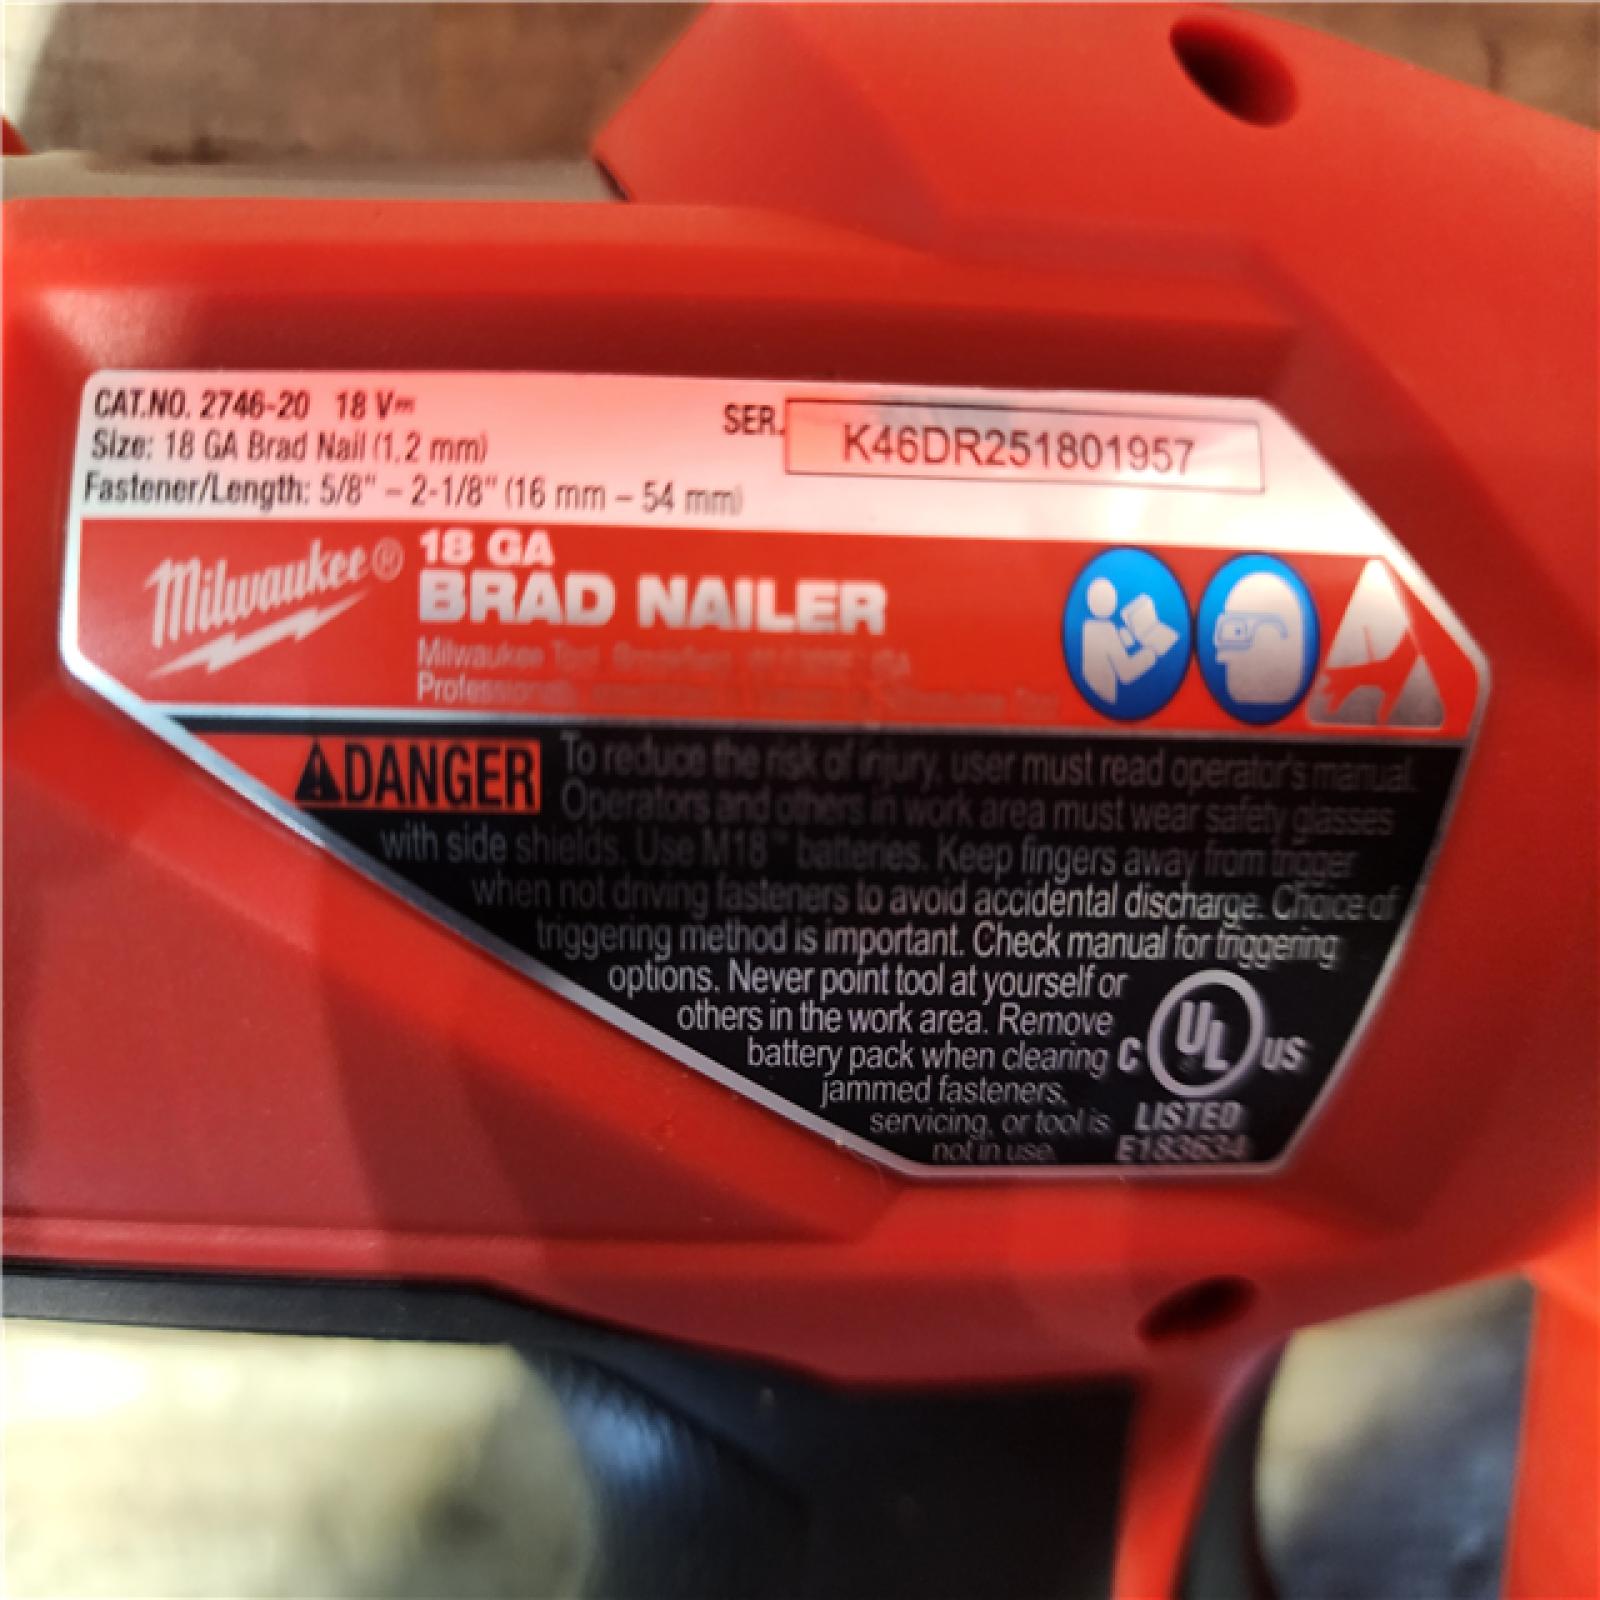 CAT.NO. 2746-20 18 V⎓
SER. K46DR251801957
Size: 18 GA Brad Nail (1.2 mm)
Fastener/Length: 5/8" – 2-1/8" (16 mm – 54 mm)
Milwaukee®
18 GA
BRAD NAILER
Milwaukee Tool
Professional
DANGER To reduce the risk of injury, user must read operator's manual.
Operators and others in work area must wear safety glasses
with side shields. Use M18™ batteries. Keep fingers away from trigger
when not driving fasteners to avoid accidental discharge. Choice of
triggering method is important. Check manual for triggering
options. Never point tool at yourself or
others in the work area. Remove
battery pack when clearing
jammed fasteners,
servicing, or tool is
not in use.
C UL US
LISTED
E183634